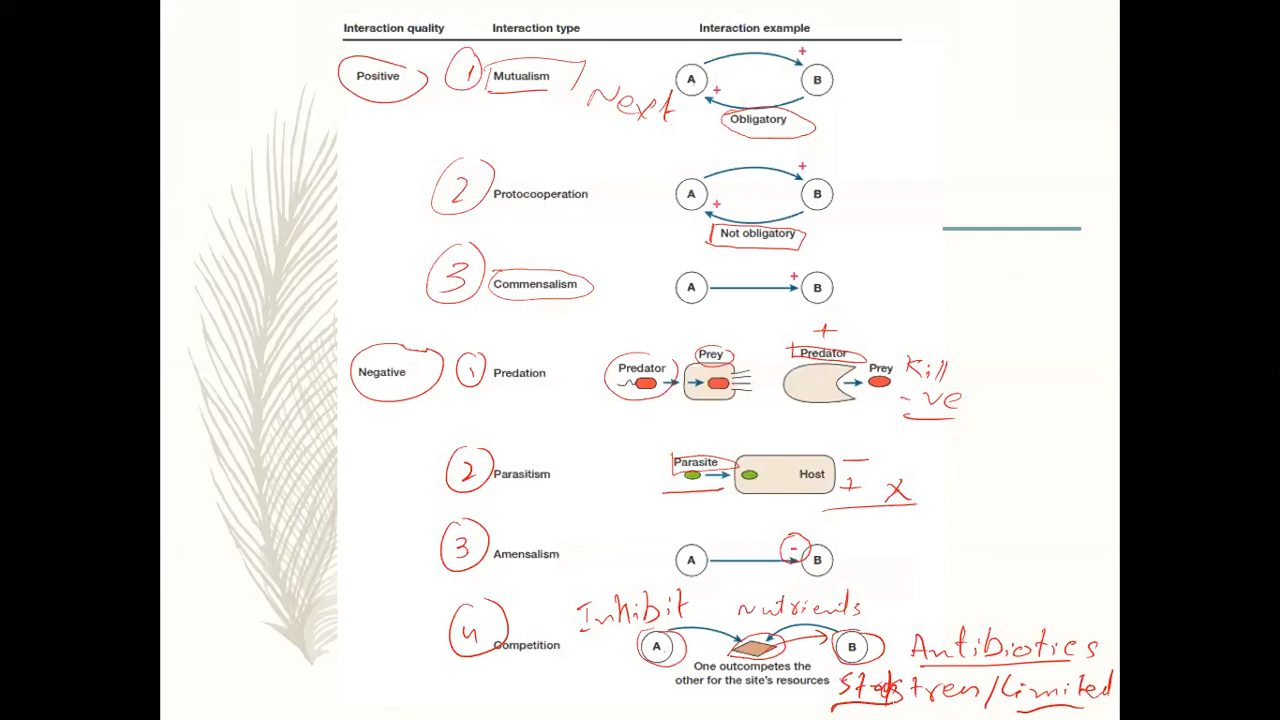 Interaction quality Interaction type Interaction example
Positive 1 Mutualism A + B
Next +
Obligatory
2 Protocooperation A + B
+
Not obligatory
3 Commensalism A + B
+
Negative 1 Predation Predator Prey Predator Prey Kill
-ve
2 Parasitism Parasite Host
3 Amensalism A - B
Inhibit Nutrients
4 Competition A B Antibiotics
One outcompetes the
other for the site's resources /Limited